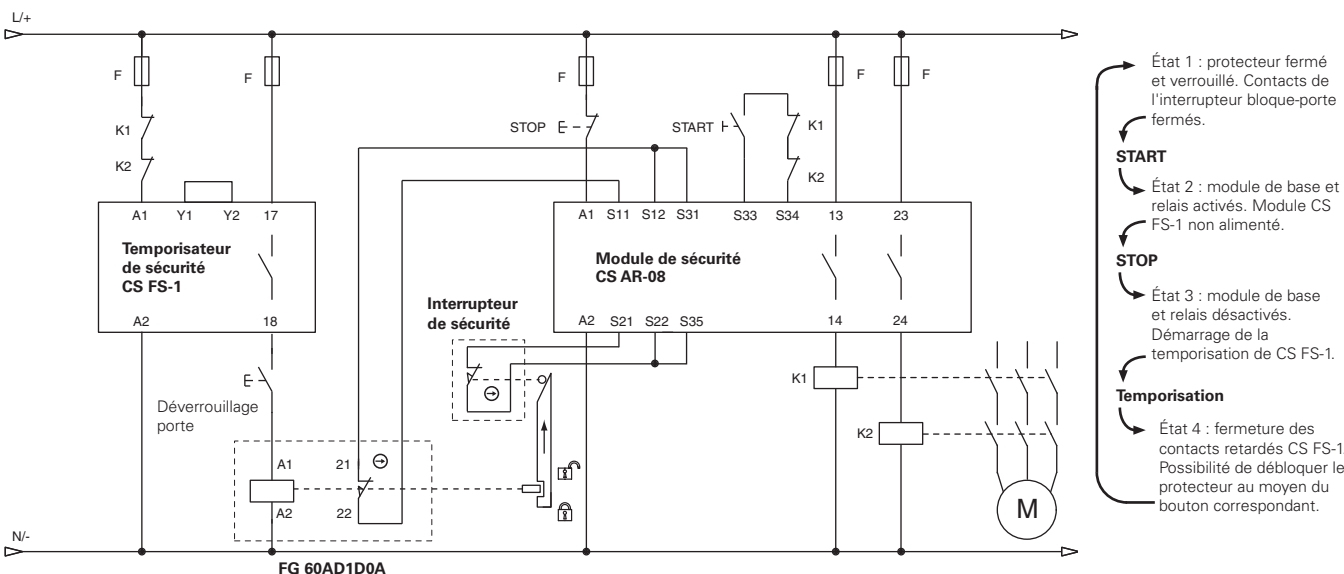 L/+
F
F
F
F
F
K1
K2
STOP
START
K1
K2
A1 Y1 Y2 17
Temporisateur
de sécurité
CS FS-1
A2 18
A1 S11 S12 S31 S33 S34 13 23
Module de sécurité
CS AR-08
A2 S21 S22 S35 14 24
Interrupteur
de sécurité
Déverrouillage
porte
A1 21
A2 22
K1
K2
M
N/-
FG 60AD1D0A
État 1 : protecteur fermé
et verrouillé. Contacts de
l'interrupteur bloque-porte
fermés.
START
État 2 : module de base et
relais activés. Module CS
FS-1 non alimenté.
STOP
État 3 : module de base
et relais désactivés.
Démarrage de la
temporisation de CS FS-1.
Temporisation
État 4 : fermeture des
contacts retardés CS FS-1.
Possibilité de débloquer le
protecteur au moyen du
bouton correspondant.